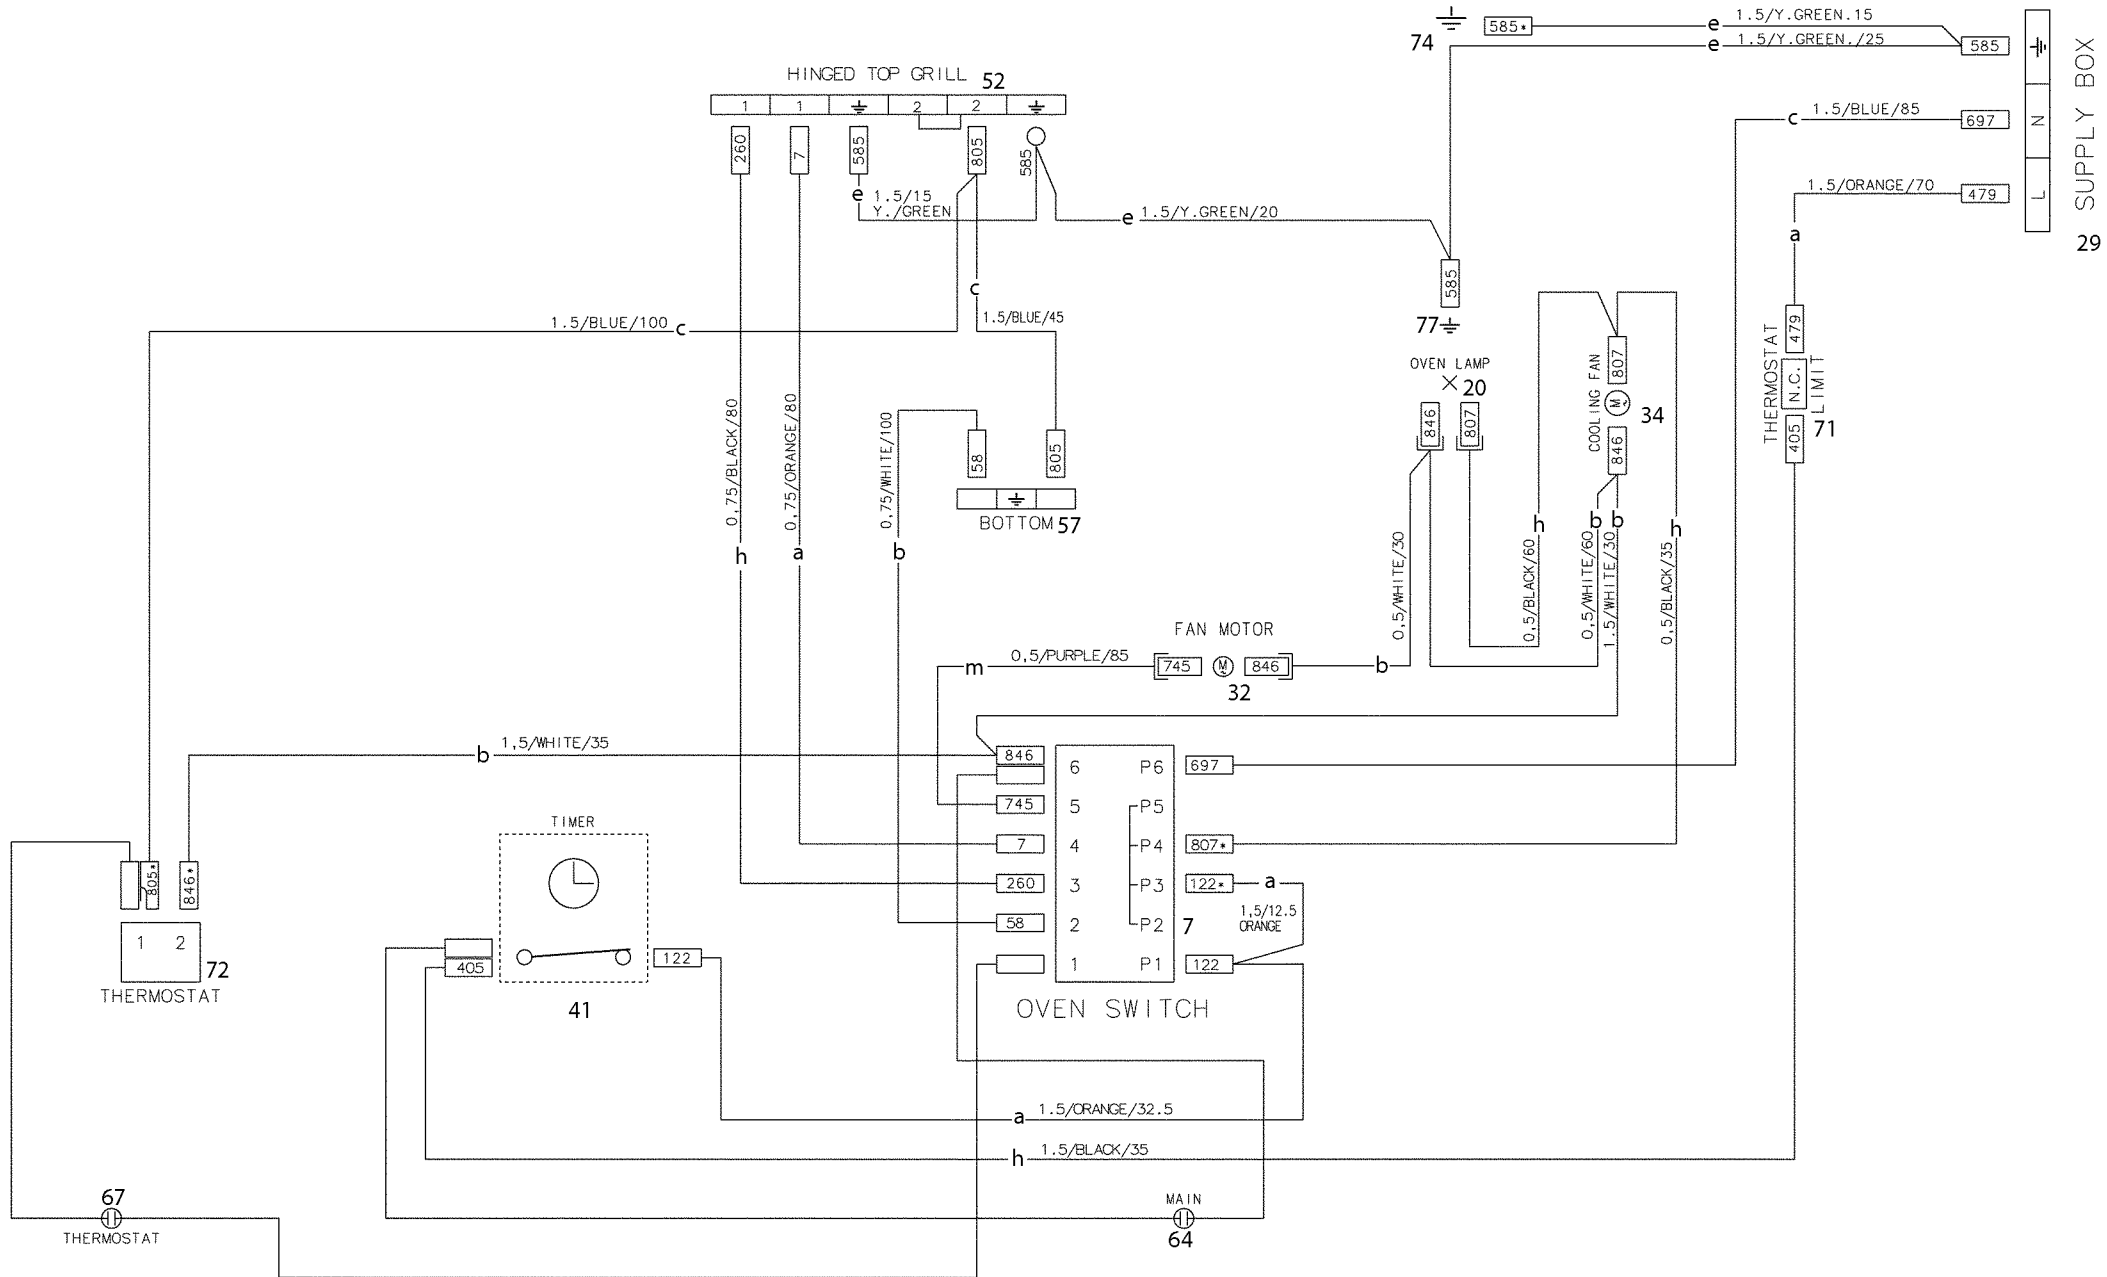 1.5/Y.GREEN.15
e
585*
74
1.5/Y.GREEN./25
e
585
SUPPLY BOX
HINGED TOP GRILL 52
1 1 2 2
260 7 585 805 585
e 1.5/15
Y./GREEN
e 1.5/Y.GREEN/20
c 1.5/BLUE/85
697
N
1.5/ORANGE/70
479
L
a
29
585
77
c
1.5/BLUE/100 c
1.5/BLUE/45
OVEN LAMP
20
846 807
COOLING FAN
807
M
34
846
THERMOSTAT
LIMIT
479
N.C.
71
405
0,75/BLACK/80
h
0,75/ORANGE/80
a
0,75/WHITE/100
b
58 805
BOTTOM 57
0,5/WHITE/30
h
0,5/BLACK/60
b b
0,5/WHITE/60
1.5/WHITE/30
h
0,5/BLACK/35
FAN MOTOR
m 0,5/PURPLE/85
745 M 846
b
32
b 1,5/WHITE/35
846
6 P6 697
745 5 P5
7 4 P4 807*
260 3 P3 122* a
58 2 P2 7
1,5/12.5
ORANGE
1 P1 122
OVEN SWITCH
TIMER
405
122
41
805* 846*
1 2
72
THERMOSTAT
a 1.5/ORANGE/32.5
h 1.5/BLACK/35
67
THERMOSTAT
MAIN
64